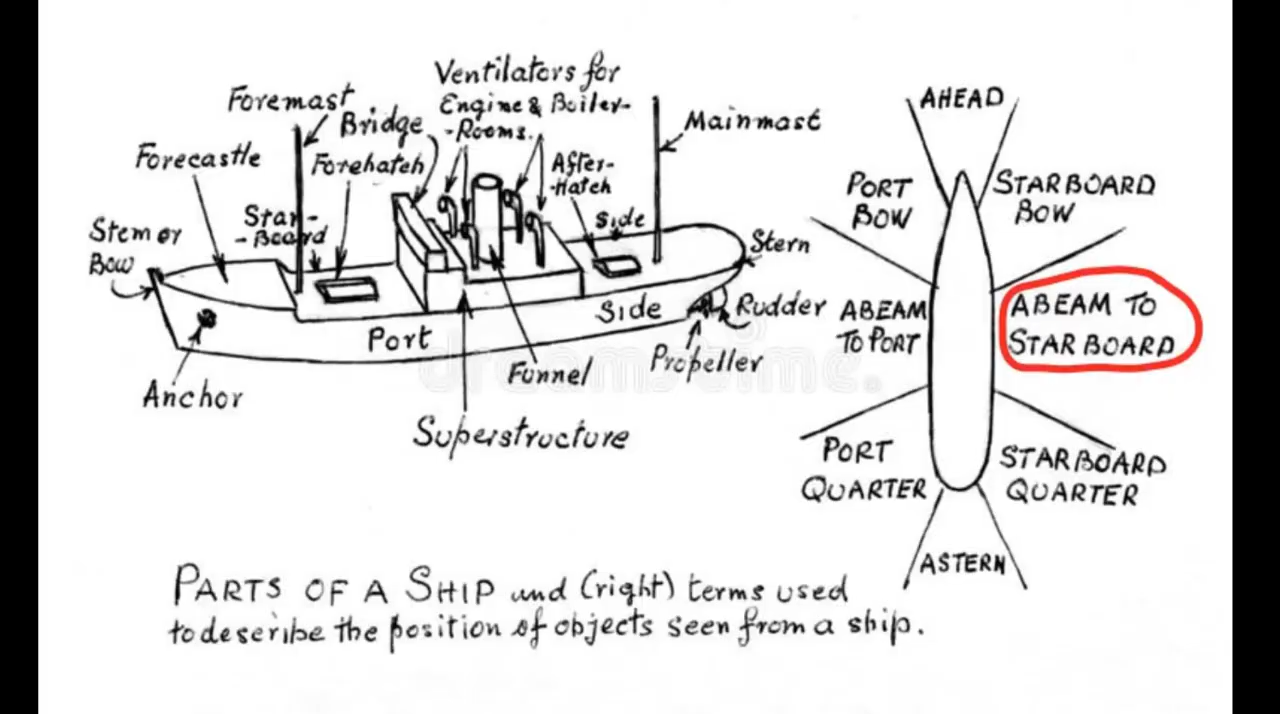 Foremast
Bridge
Ventilators for
Engine & Boiler-
-Rooms.
Mainmast
Forecastle
Forehatch
After-
-Hatch
Star-
-Board
Side
Stem or
Bow
Stern
Port
Side
Rudder
Propeller
Funnel
Anchor
Superstructure
AHEAD
PORT
BOW
STARBOARD
BOW
ABEAM
TO PORT
ABEAM TO
STARBOARD
PORT
QUARTER
STARBOARD
QUARTER
ASTERN
PARTS OF A SHIP and (right) terms used
to describe the position of objects seen from a ship.
dreamstime.